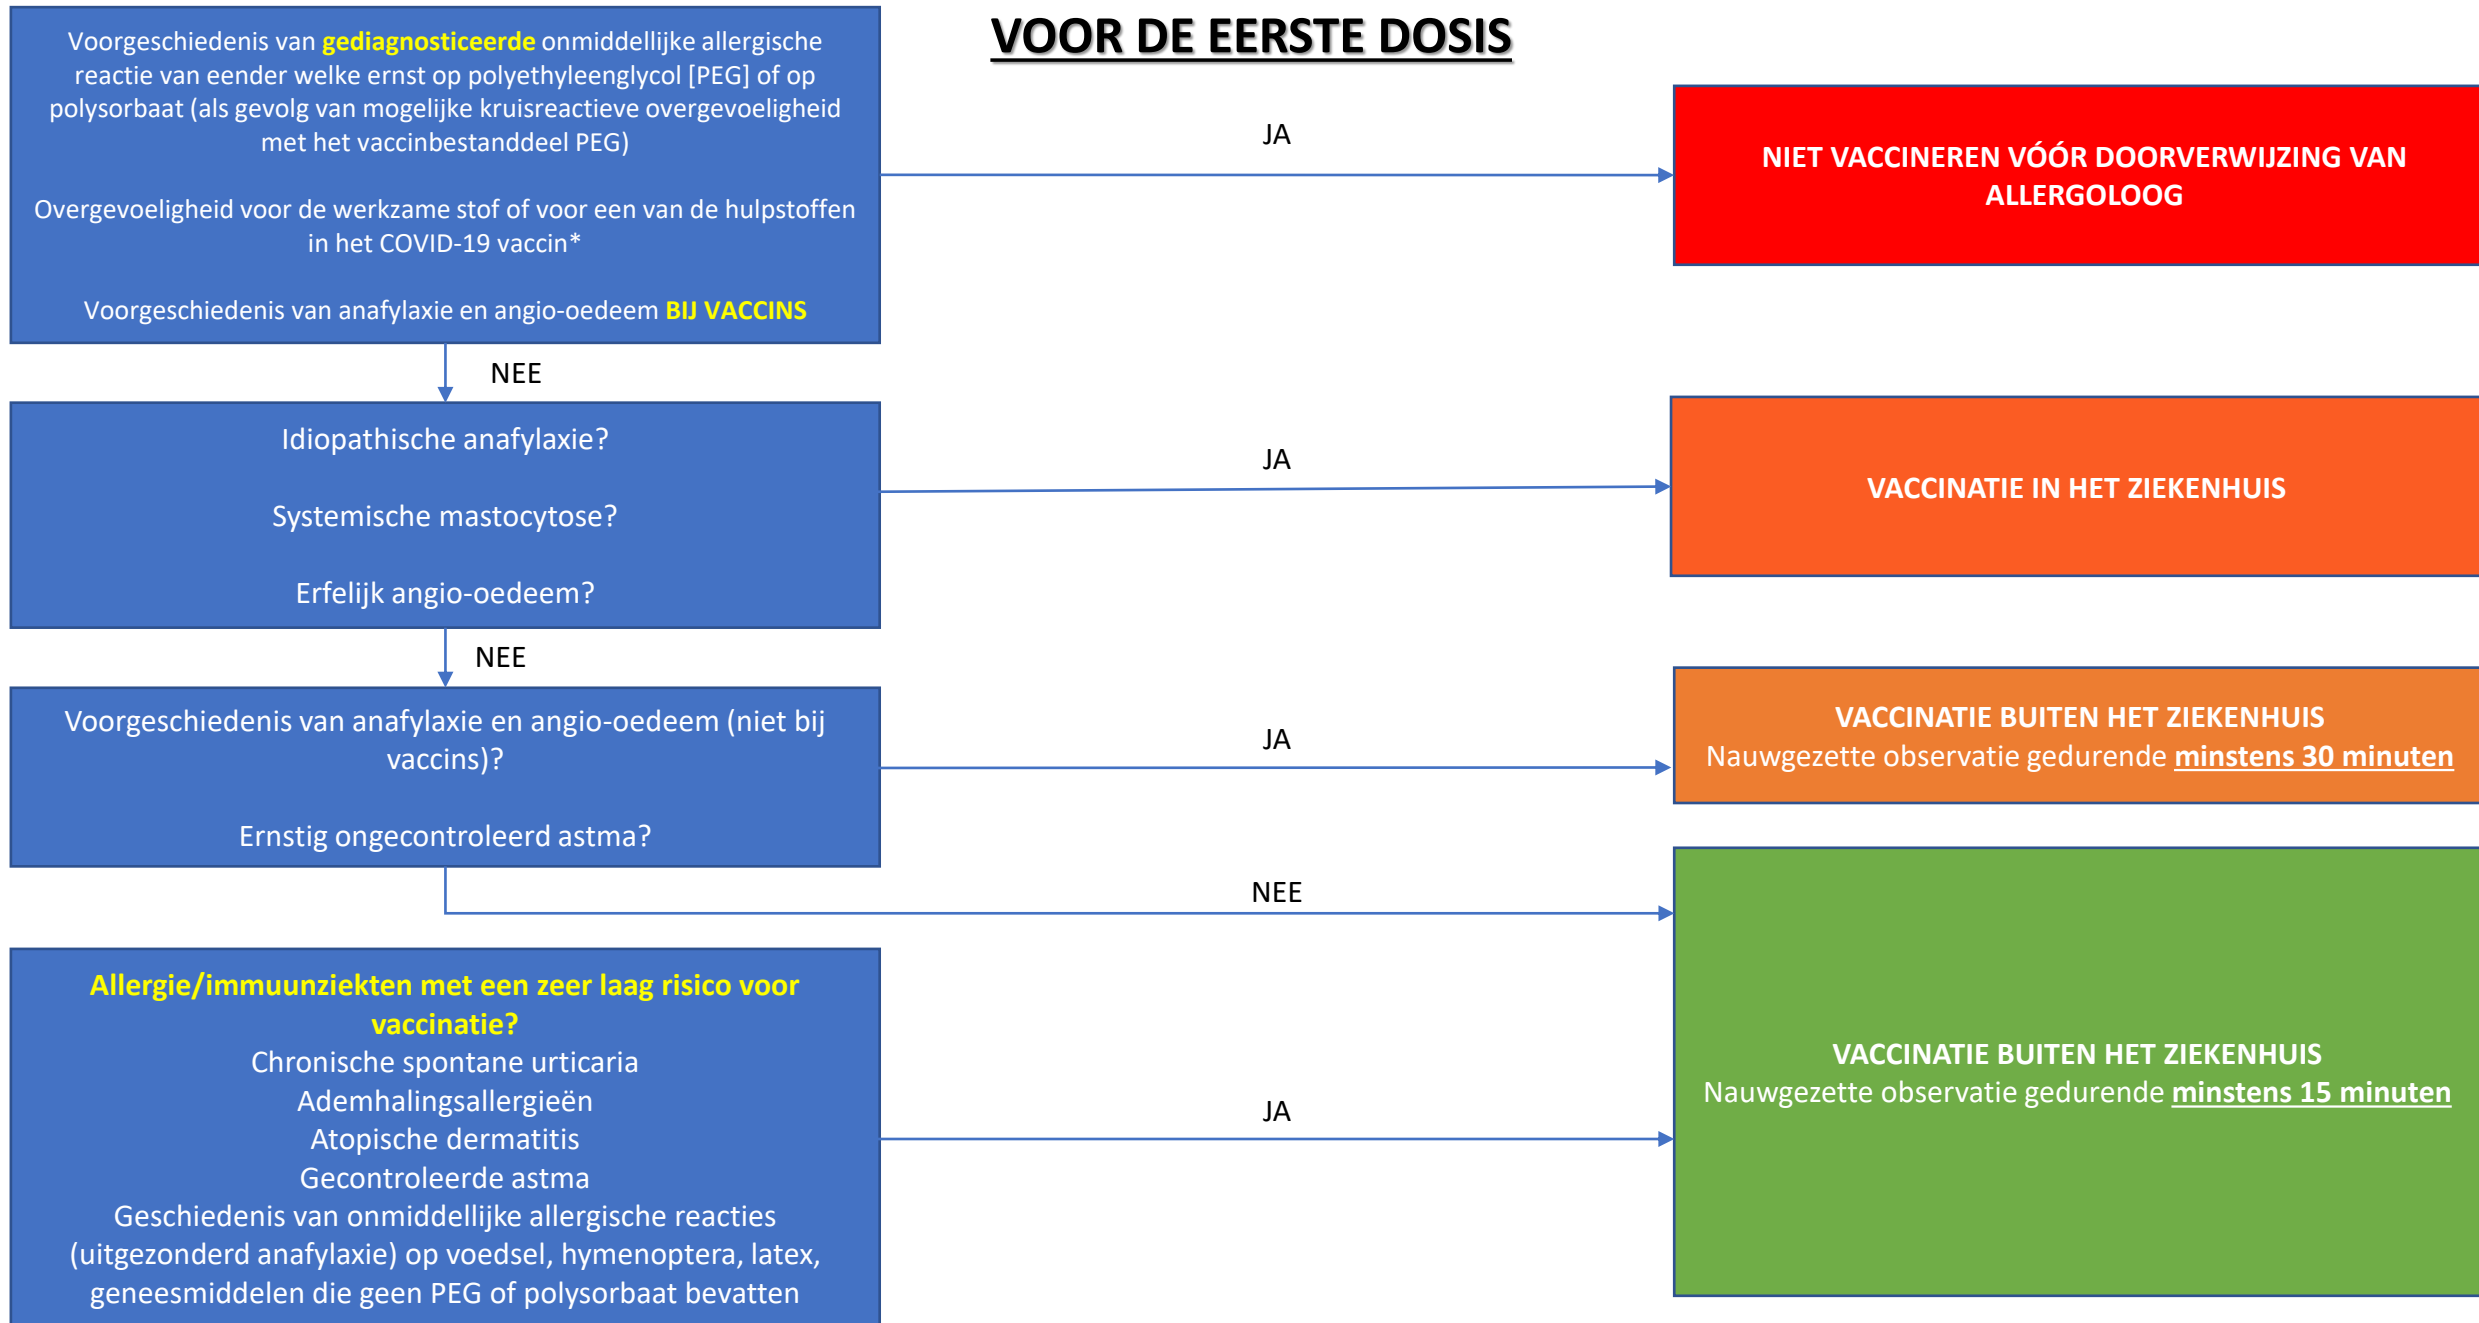 VOOR DE EERSTE DOSIS
Voorgeschiedenis van gediagnosticeerde onmiddellijke allergische
reactie van eender welke ernst op polyethyleenglycol [PEG] of op
polysorbaat (als gevolg van mogelijke kruisreactieve overgevoeligheid
met het vaccinbestanddeel PEG)
Overgevoeligheid voor de werkzame stof of voor een van de hulpstoffen
in het COVID-19 vaccin*
Voorgeschiedenis van anafylaxie en angio-oedeem BIJ VACCINS
JA
NIET VACCINEREN VÓÓR DOORVERWIJZING VAN
ALLERGOLOOG
NEE
Idiopathische anafylaxie?
Systemische mastocytose?
Erfelijk angio-oedeem?
JA
VACCINATIE IN HET ZIEKENHUIS
NEE
Voorgeschiedenis van anafylaxie en angio-oedeem (niet bij
vaccins)?
Ernstig ongecontroleerd astma?
JA
VACCINATIE BUITEN HET ZIEKENHUIS
Nauwgezette observatie gedurende minstens 30 minuten
NEE
Allergie/immuunziekten met een zeer laag risico voor
vaccinatie?
Chronische spontane urticaria
Ademhalingsallergieën
Atopische dermatitis
Gecontroleerde astma
Geschiedenis van onmiddellijke allergische reacties
(uitgezonderd anafylaxie) op voedsel, hymenoptera, latex,
geneesmiddelen die geen PEG of polysorbaat bevatten
JA
VACCINATIE BUITEN HET ZIEKENHUIS
Nauwgezette observatie gedurende minstens 15 minuten